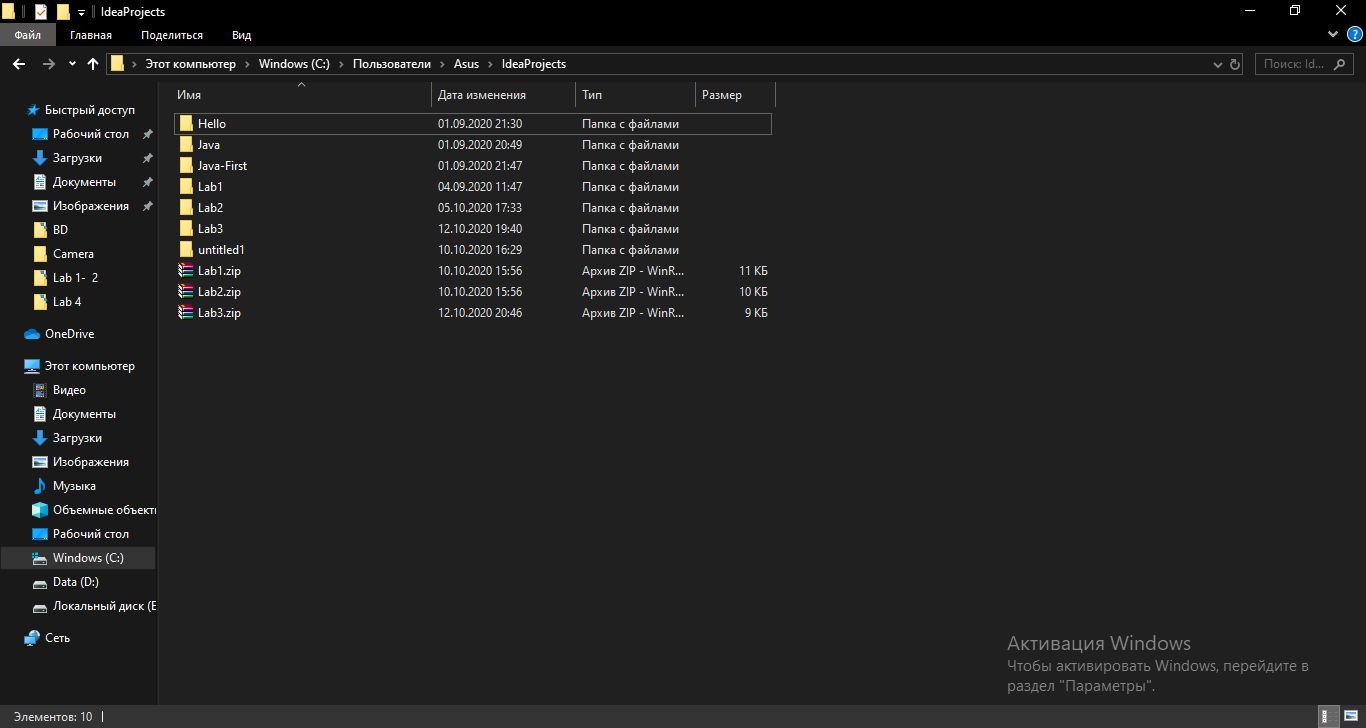 IdeaProjects
Файл Главная Поделиться Вид
Этот компьютер Windows (C:) Пользователи Asus IdeaProjects Поиск: Id...
Имя Дата изменения Тип Размер
Hello 01.09.2020 21:30 Папка с файлами
Java 01.09.2020 20:49 Папка с файлами
Java-First 01.09.2020 21:47 Папка с файлами
Lab1 04.09.2020 11:47 Папка с файлами
Lab2 05.10.2020 17:33 Папка с файлами
Lab3 12.10.2020 19:40 Папка с файлами
untitled1 10.10.2020 16:29 Папка с файлами
Lab1.zip 10.10.2020 15:56 Архив ZIP - WinR... 11 КБ
Lab2.zip 10.10.2020 15:56 Архив ZIP - WinR... 10 КБ
Lab3.zip 12.10.2020 20:46 Архив ZIP - WinR... 9 КБ
Быстрый доступ
Рабочий стол
Загрузки
Документы
Изображения
BD
Camera
Lab 1- 2
Lab 4
OneDrive
Этот компьютер
Видео
Документы
Загрузки
Изображения
Музыка
Объемные объекты
Рабочий стол
Windows (C:)
Data (D:)
Локальный диск (E
Сеть
Активация Windows
Чтобы активировать Windows, перейдите в
раздел "Параметры".
Элементов: 10